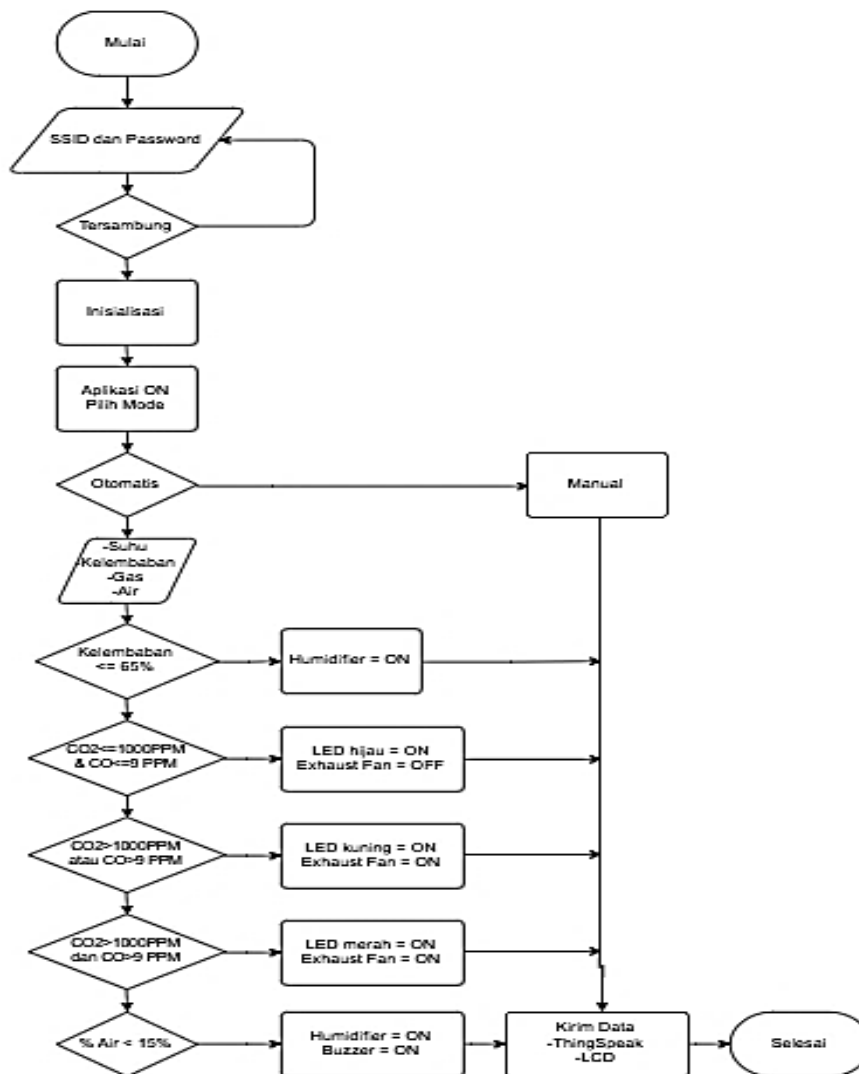 Mulai
SSID dan Password
Tersambung
Inisialisasi
Aplikasi ON
Pilih Mode
Otomatis
Manual
-Suhu
-Kelembaban
-Gas
-Air
Kelembaban
<= 65%
Humidifier = ON
CO2<=1000PPM
& CO<=9 PPM
LED hijau = ON
Exhaust Fan = OFF
CO2>1000PPM
atau CO>9 PPM
LED kuning = ON
Exhaust Fan = ON
CO2>1000PPM
dan CO>9 PPM
LED merah = ON
Exhaust Fan = ON
% Air < 15%
Humidifier = ON
Buzzer = ON
Kirim Data
-ThingSpeak
-LCD
Selesai